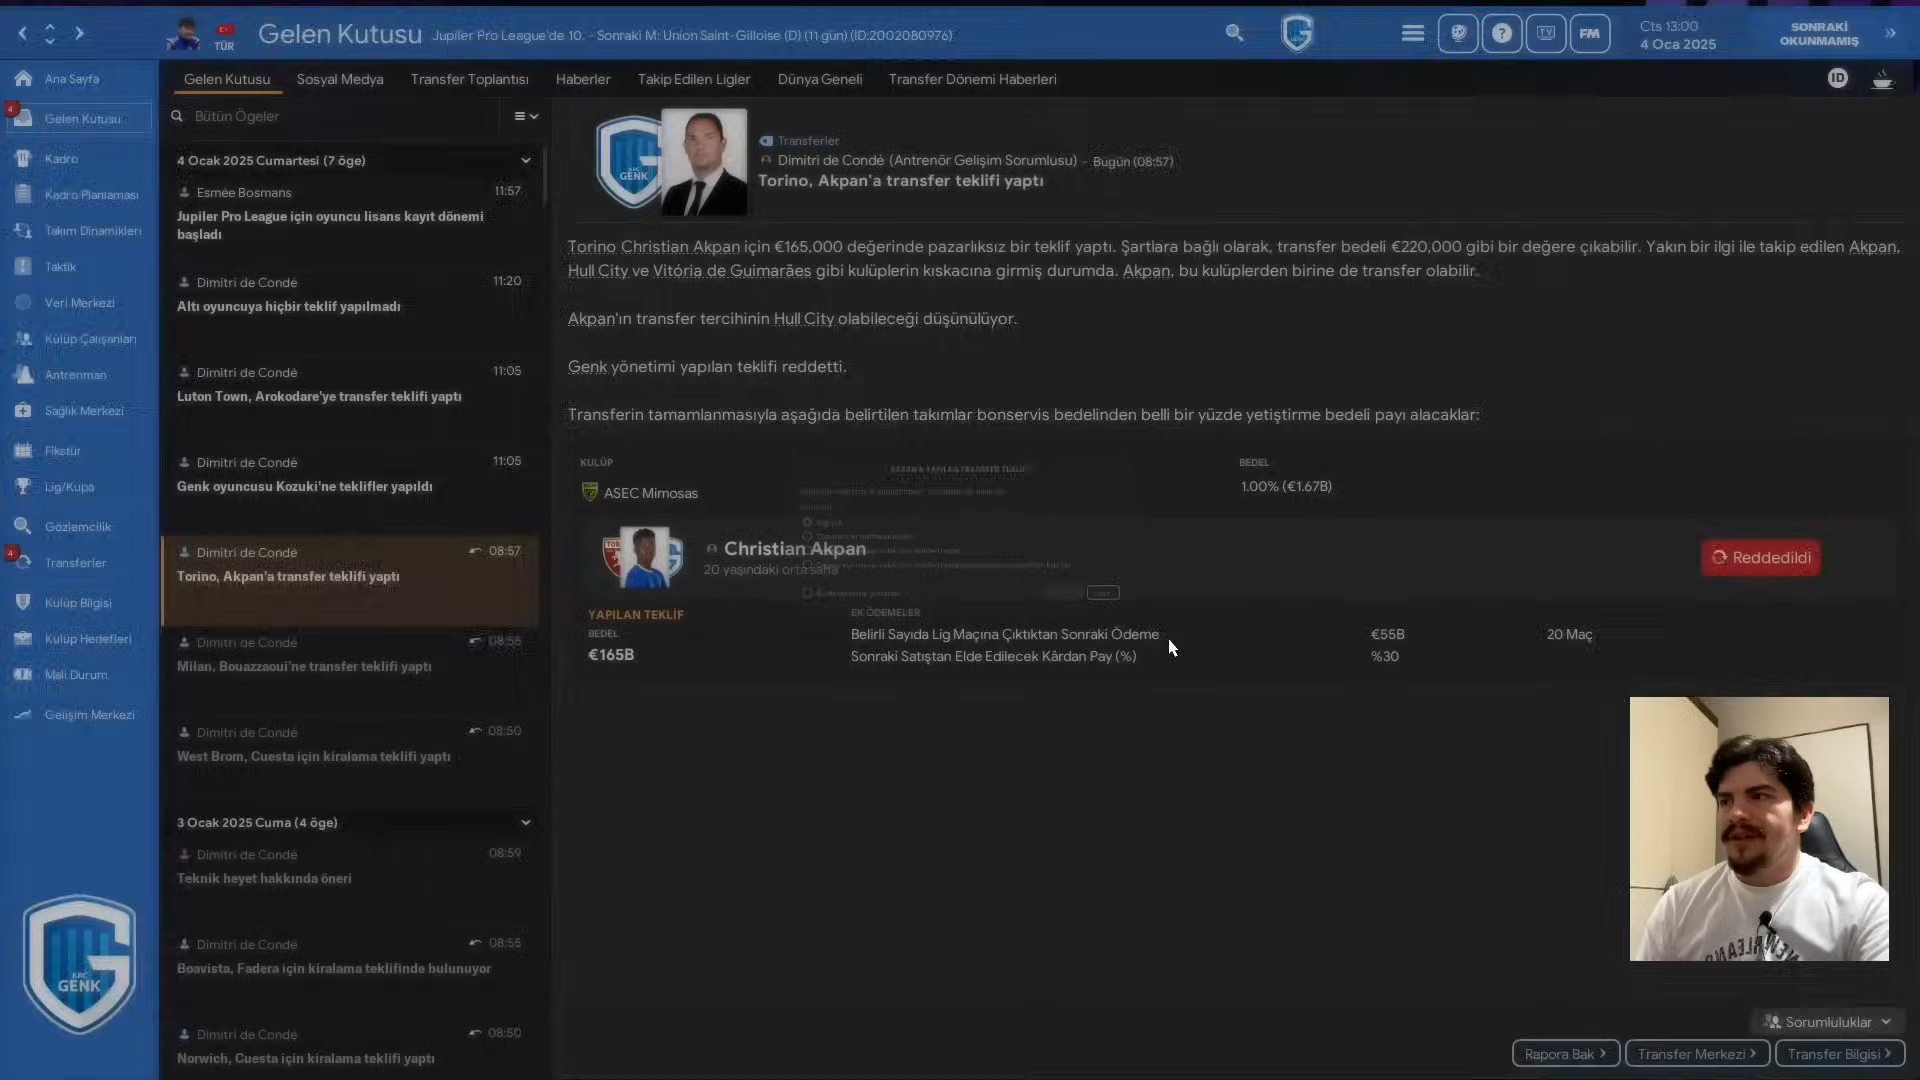 TÜR
Gelen Kutusu
Jupiler Pro League'de 10. - Sonraki M: Union Saint-Gilloise (D) (11 gün) (ID:2002080976)
TV
FM
Cts 13:00
4 Oca 2025
SONRAKİ
OKUNMAMIŞ
Ana Sayfa
4
Gelen Kutusu
Kadro
Kadro Planlaması
Takım Dinamikleri
Taktik
Veri Merkezi
Kulüp Çalışanları
Antrenman
Sağlık Merkezi
Fikstür
Lig/Kupa
Gözlemcilik
4
Transferler
Kulüp Bilgisi
Kulüp Hedefleri
Mali Durum
Gelişim Merkezi
KRC
GENK
Gelen Kutusu
Sosyal Medya
Transfer Toplantısı
Haberler
Takip Edilen Ligler
Dünya Geneli
Transfer Dönemi Haberleri
ID
Bütün Ögeler
4 Ocak 2025 Cumartesi (7 öge)
Esmée Bosmans 11:57
Jupiler Pro League için oyuncu lisans kayıt dönemi
başladı
Dimitri de Condé 11:20
Altı oyuncuya hiçbir teklif yapılmadı
Dimitri de Condé 11:05
Luton Town, Arokodare'ye transfer teklifi yaptı
Dimitri de Condé 11:05
Genk oyuncusu Kozuki'ne teklifler yapıldı
Dimitri de Condé 08:57
Torino, Akpan'a transfer teklifi yaptı
Dimitri de Condé 08:55
Milan, Bouazzaoui'ne transfer teklifi yaptı
Dimitri de Condé 08:50
West Brom, Cuesta için kiralama teklifi yaptı
3 Ocak 2025 Cuma (4 öge)
Dimitri de Condé 08:59
Teknik heyet hakkında öneri
Dimitri de Condé 08:55
Boavista, Fadera için kiralama teklifinde bulunuyor
Dimitri de Condé 08:50
Norwich, Cuesta için kiralama teklifi yaptı
GENK
Transferler
Dimitri de Condé (Antrenör Gelişim Sorumlusu) - Bugün (08:57)
Torino, Akpan'a transfer teklifi yaptı
Torino Christian Akpan için €165,000 değerinde pazarlıksız bir teklif yaptı. Şartlara bağlı olarak, transfer bedeli €220,000 gibi bir değere çıkabilir. Yakın bir ilgi ile takip edilen Akpan,
Hull City ve Vitória de Guimarães gibi kulüplerin kıskacına girmiş durumda. Akpan, bu kulüplerden birine de transfer olabilir.
Akpan'ın transfer tercihinin Hull City olabileceği düşünülüyor.
Genk yönetimi yapılan teklifi reddetti.
Transferin tamamlanmasıyla aşağıda belirtilen takımlar bonservis bedelinden belli bir yüzde yetiştirme bedeli payı alacaklar:
KULÜP
BEDEL
ASEC Mimosas
1.00% (€1.67B)
Christian Akpan
20 yaşındaki orta saha
Reddedildi
YAPILAN TEKLİF
BEDEL
€165B
EK ÖDEMELER
Belirli Sayıda Lig Maçına Çıktıktan Sonraki Ödeme €55B 20 Maç
Sonraki Satıştan Elde Edilecek Kârdan Pay (%) %30
Sorumluluklar
Rapora Bak
Transfer Merkezi
Transfer Bilgisi